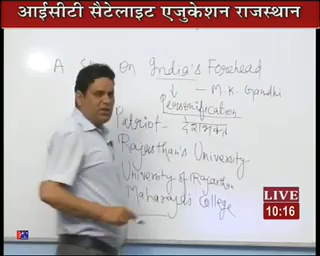 आईसीटी सैटेलाइट एजुकेशन राजस्थान
A On India's Forehead
- M.K. Gandhi
Personification
Patriot - देशभक्त
Rajasthan's University
University of Rajasthan
Maharaja's College
LIVE
10:16